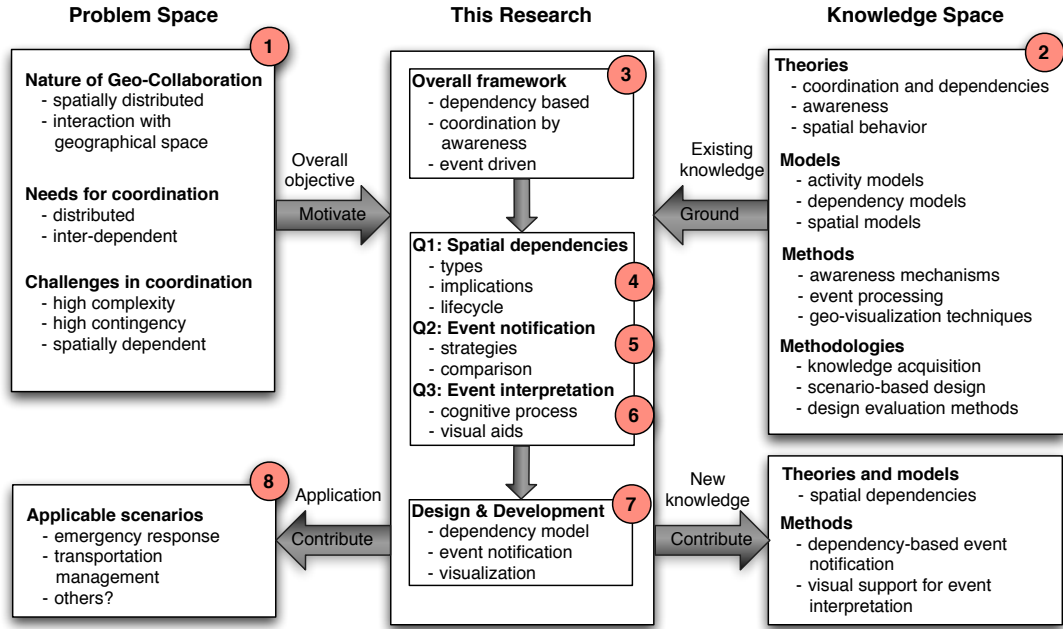 Problem Space
This Research
Knowledge Space
1
Nature of Geo-Collaboration
- spatially distributed
- interaction with
geographical space
Needs for coordination
- distributed
- inter-dependent
Challenges in coordination
- high complexity
- high contingency
- spatially dependent
Overall
objective
Motivate
3
Overall framework
- dependency based
- coordination by
awareness
- event driven
Q1: Spatial dependencies
- types
- implications
- lifecycle
4
Q2: Event notification
- strategies
- comparison
5
Q3: Event interpretation
- cognitive process
- visual aids
6
Existing
knowledge
Ground
2
Theories
- coordination and dependencies
- awareness
- spatial behavior
Models
- activity models
- dependency models
- spatial models
Methods
- awareness mechanisms
- event processing
- geo-visualization techniques
Methodologies
- knowledge acquisition
- scenario-based design
- design evaluation methods
8
Applicable scenarios
- emergency response
- transportation
management
- others?
Application
Contribute
7
Design & Development
- dependency model
- event notification
- visualization
New
knowledge
Contribute
Theories and models
- spatial dependencies
Methods
- dependency-based event
notification
- visual support for event
interpretation